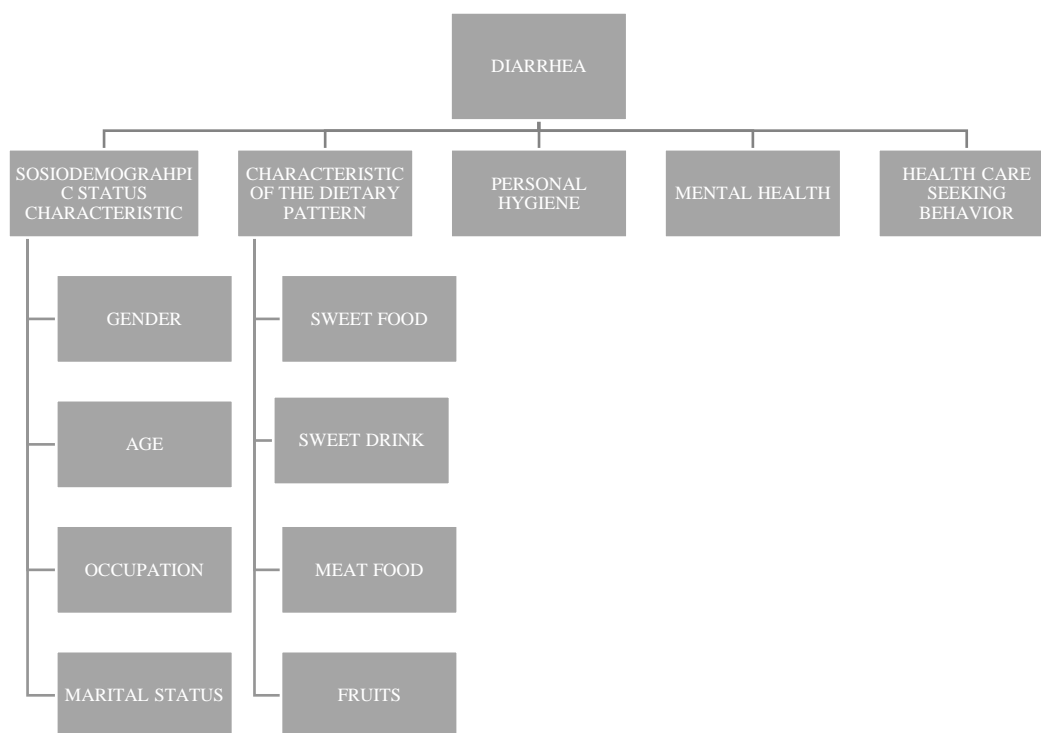 DIARRHEA
SOSIODEMOGRAHPI
C STATUS
CHARACTERISTIC
CHARACTERISTIC
OF THE DIETARY
PATTERN
PERSONAL
HYGIENE
MENTAL HEALTH
HEALTH CARE
SEEKING
BEHAVIOR
GENDER
AGE
OCCUPATION
MARITAL STATUS
SWEET FOOD
SWEET DRINK
MEAT FOOD
FRUITS